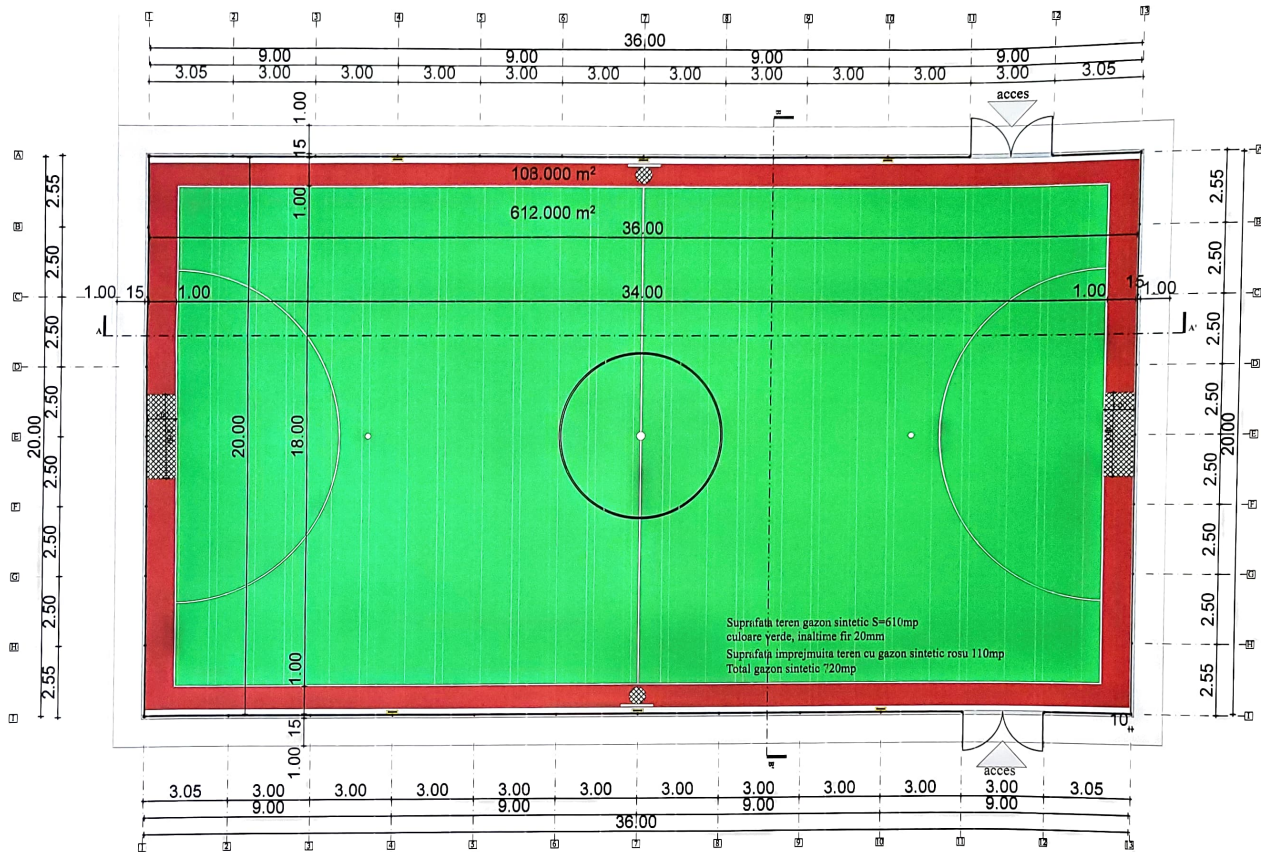 1 2 3 4 5 6 7 8 9 10 11 12 13
36.00
9.00 9.00 9.00 9.00
3.05 3.00 3.00 3.00 3.00 3.00 3.00 3.00 3.00 3.00 3.00 3.05
acces
1.00
15
1.00
108.000 m²
612.000 m²
36.00
1.00 15 1.00 34.00 1.00 15 1.00
A A'
20.00 18.00
A B C D E F G H I
2.55 2.50 2.50 2.50 2.50 2.50 2.50 2.55
20.00
2.55 2.50 2.50 2.50 2.50 2.50 2.50 2.55
20.00
Suprafata teren gazon sintetic S=610mp
culoare verde, inaltime fir 20mm
Suprafata imprejmuita teren cu gazon sintetic rosu 110mp
Total gazon sintetic 720mp
1.00
15
1.00
10
acces
3.05 3.00 3.00 3.00 3.00 3.00 3.00 3.00 3.00 3.00 3.00 3.05
9.00 9.00 9.00 9.00
36.00
1 2 3 4 5 6 7 8 9 10 11 12 13